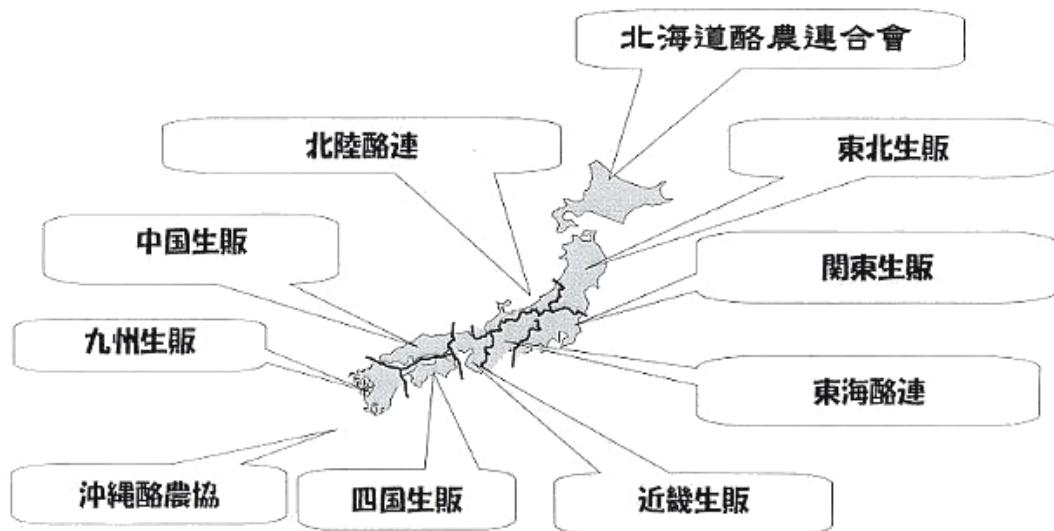 北海道酪農連合會
北陸酪連
東北生販
中国生販
関東生販
九州生販
東海酪連
沖縄酪農協
四国生販
近畿生販